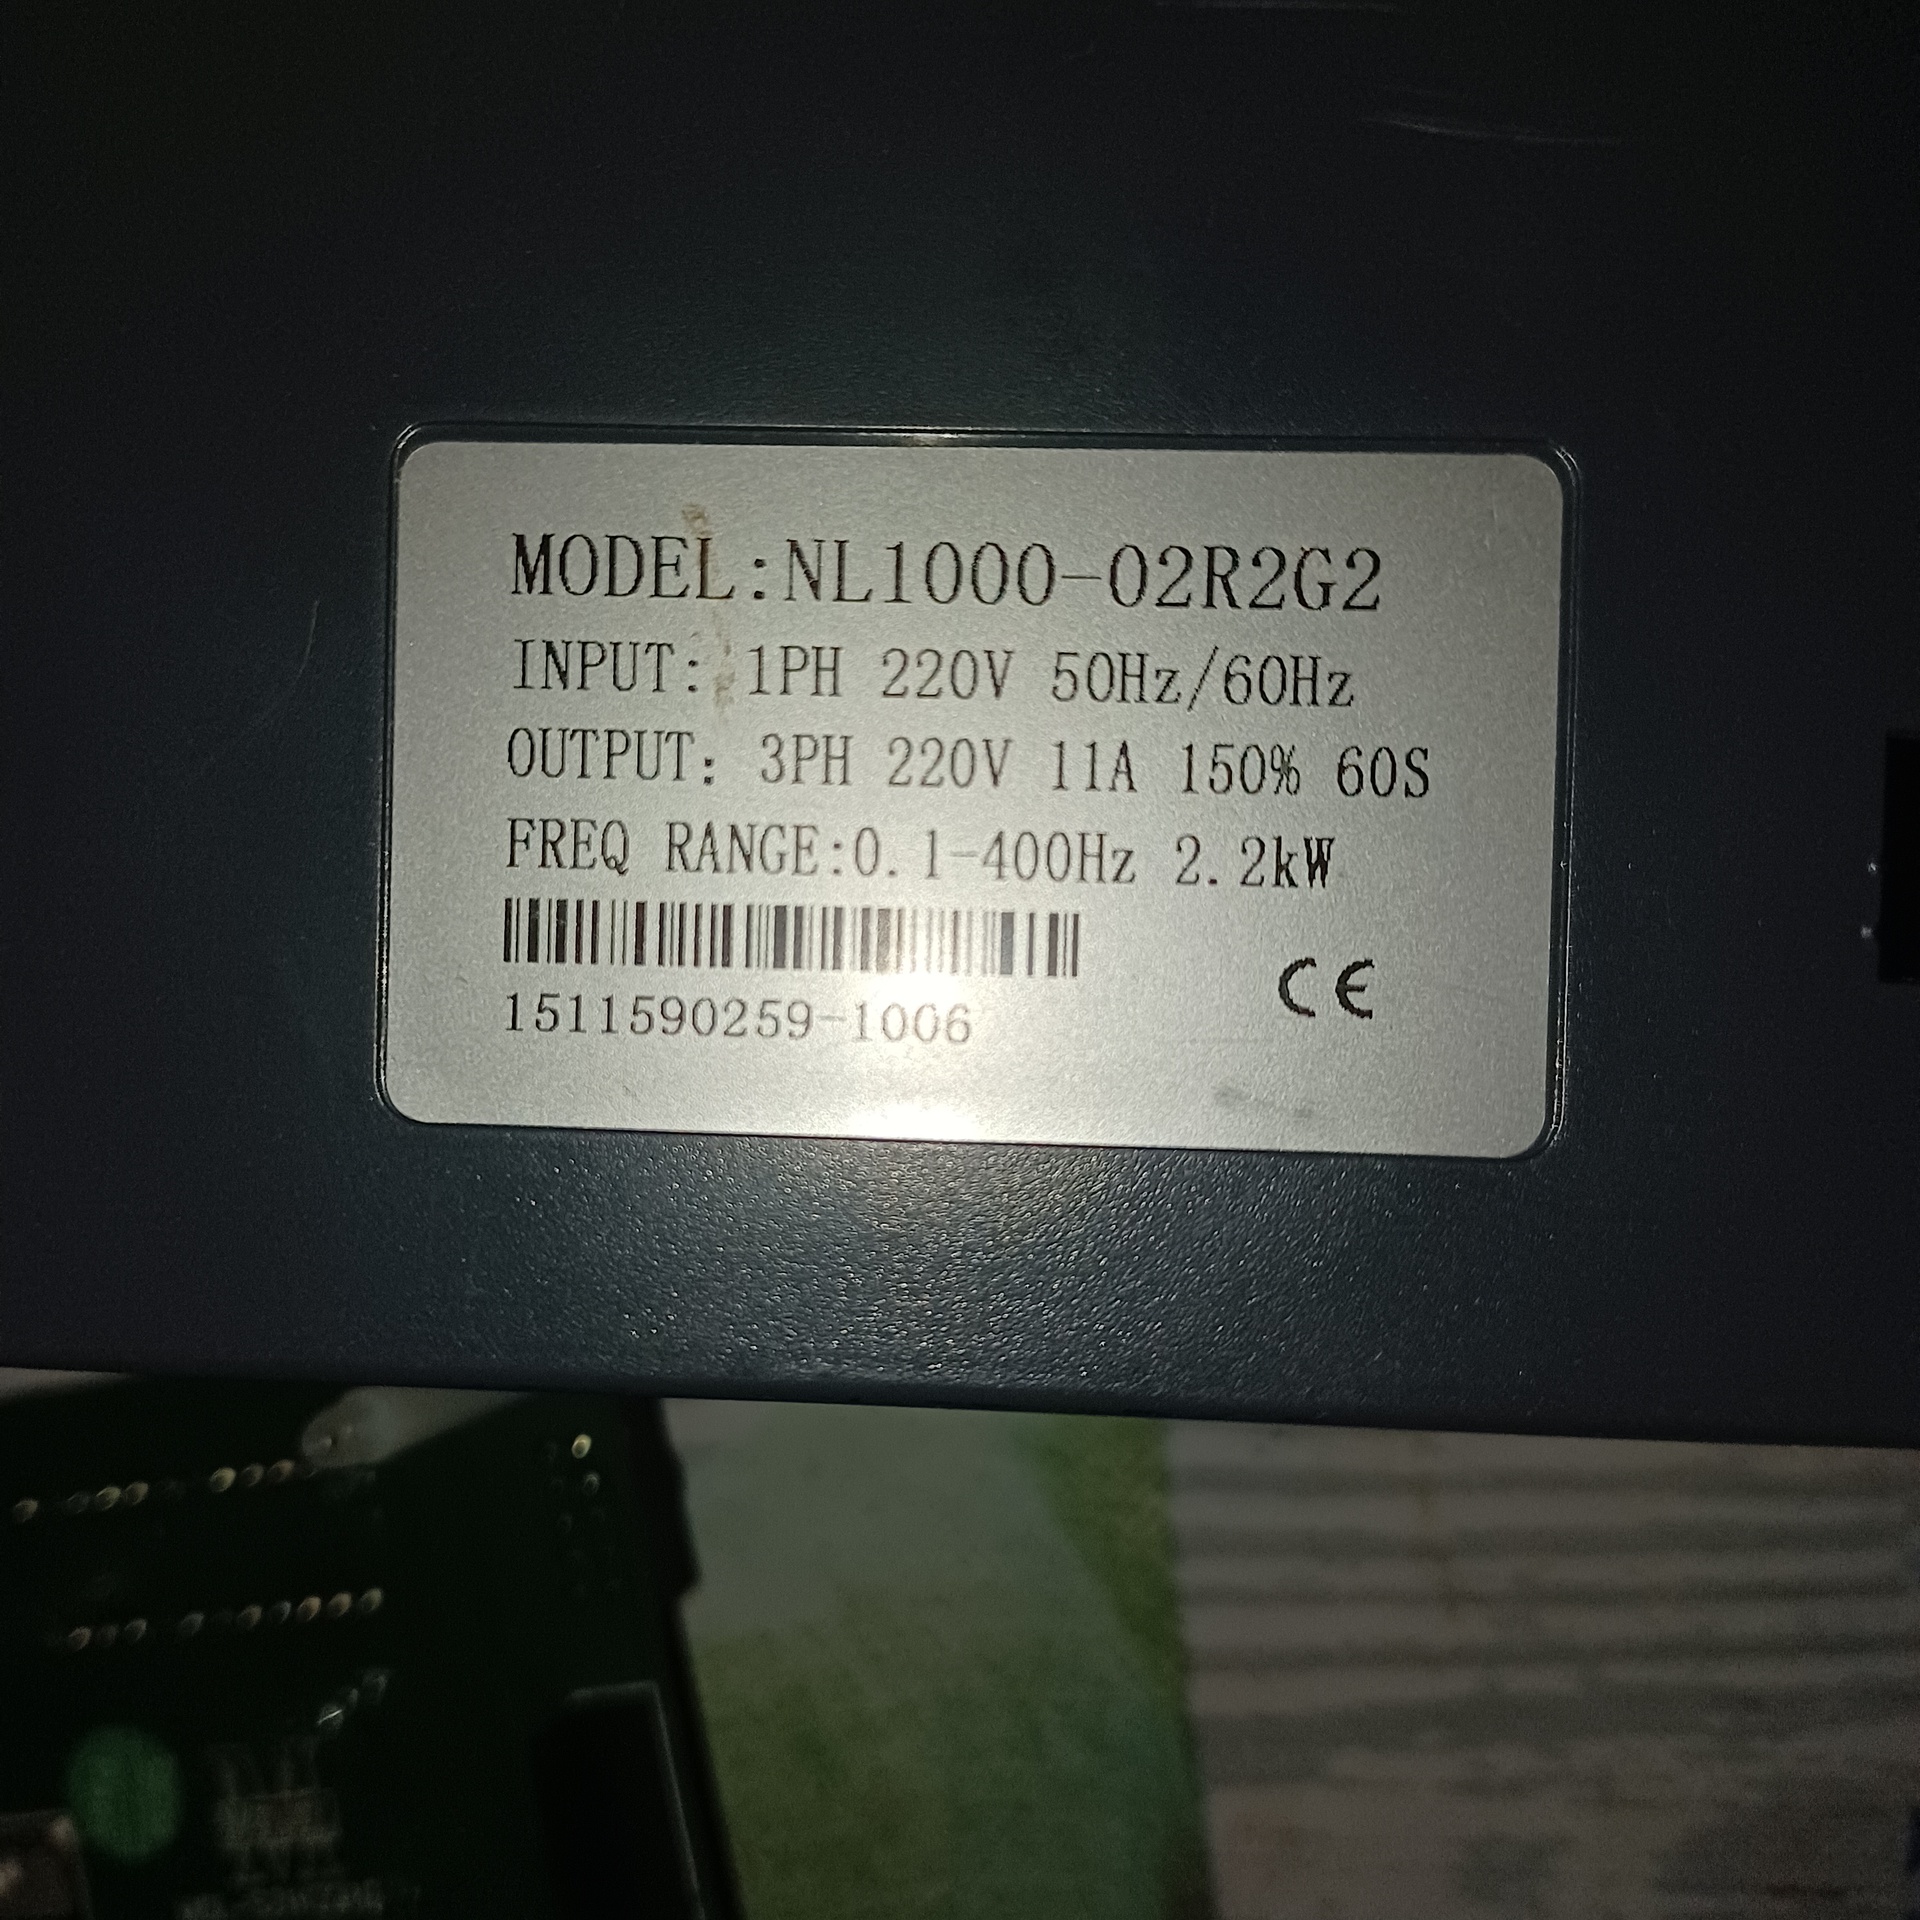 MODEL:NL1000-02R2G2
INPUT: 1PH 220V 50Hz/60Hz
OUTPUT: 3PH 220V 11A 150% 60S
FREQ RANGE:0.1-400Hz 2.2kW
1511590259-1006
CE